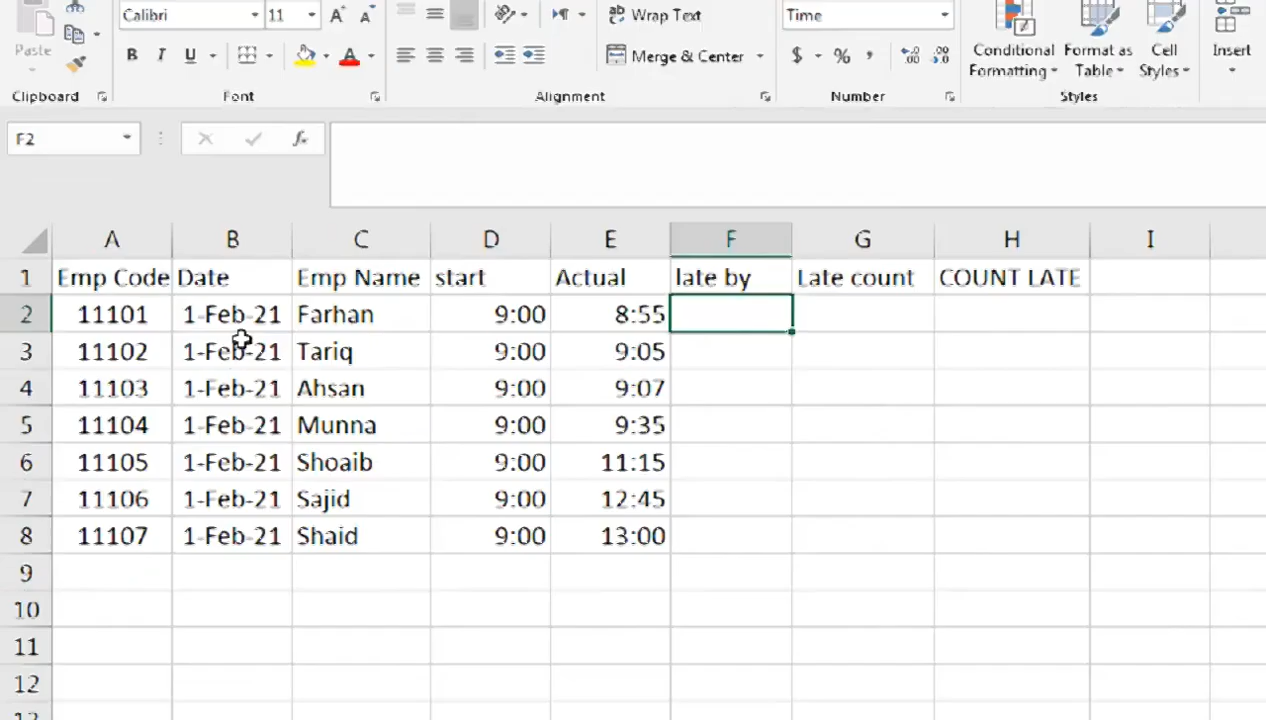 Calibri 11 Wrap Text Time
Paste B I U Merge & Center $ % Conditional Formatting Format as Table Cell Styles Insert
Clipboard Font Alignment Number Styles
F2 fx
A B C D E F G H I
1 Emp Code Date Emp Name start Actual late by Late count COUNT LATE
2 11101 1-Feb-21 Farhan 9:00 8:55
3 11102 1-Feb-21 Tariq 9:00 9:05
4 11103 1-Feb-21 Ahsan 9:00 9:07
5 11104 1-Feb-21 Munna 9:00 9:35
6 11105 1-Feb-21 Shoaib 9:00 11:15
7 11106 1-Feb-21 Sajid 9:00 12:45
8 11107 1-Feb-21 Shaid 9:00 13:00
9
10
11
12